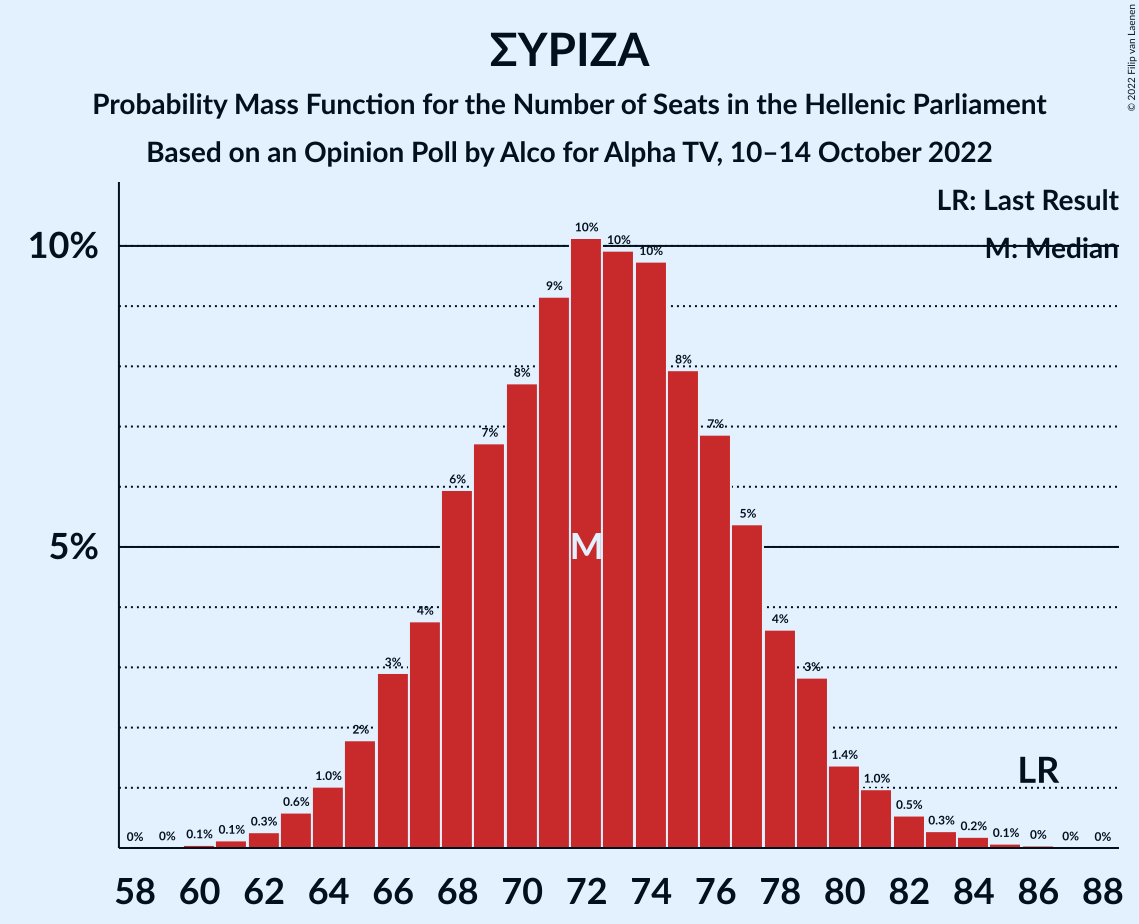 ΣΥΡΙΖΑ
Probability Mass Function for the Number of Seats in the Hellenic Parliament
Based on an Opinion Poll by Alco for Alpha TV, 10–14 October 2022
© 2022 Filip van Laenen
LR: Last Result
M: Median
10%
5%
0% 0% 0.1% 0.1% 0.3% 0.6% 1.0% 2% 3% 4% 6% 7% 8% 9% 10% 10% 10% 8% 7% 5% 4% 3% 1.4% 1.0% 0.5% 0.3% 0.2% 0.1% 0% 0% 0%
M
LR
58 60 62 64 66 68 70 72 74 76 78 80 82 84 86 88